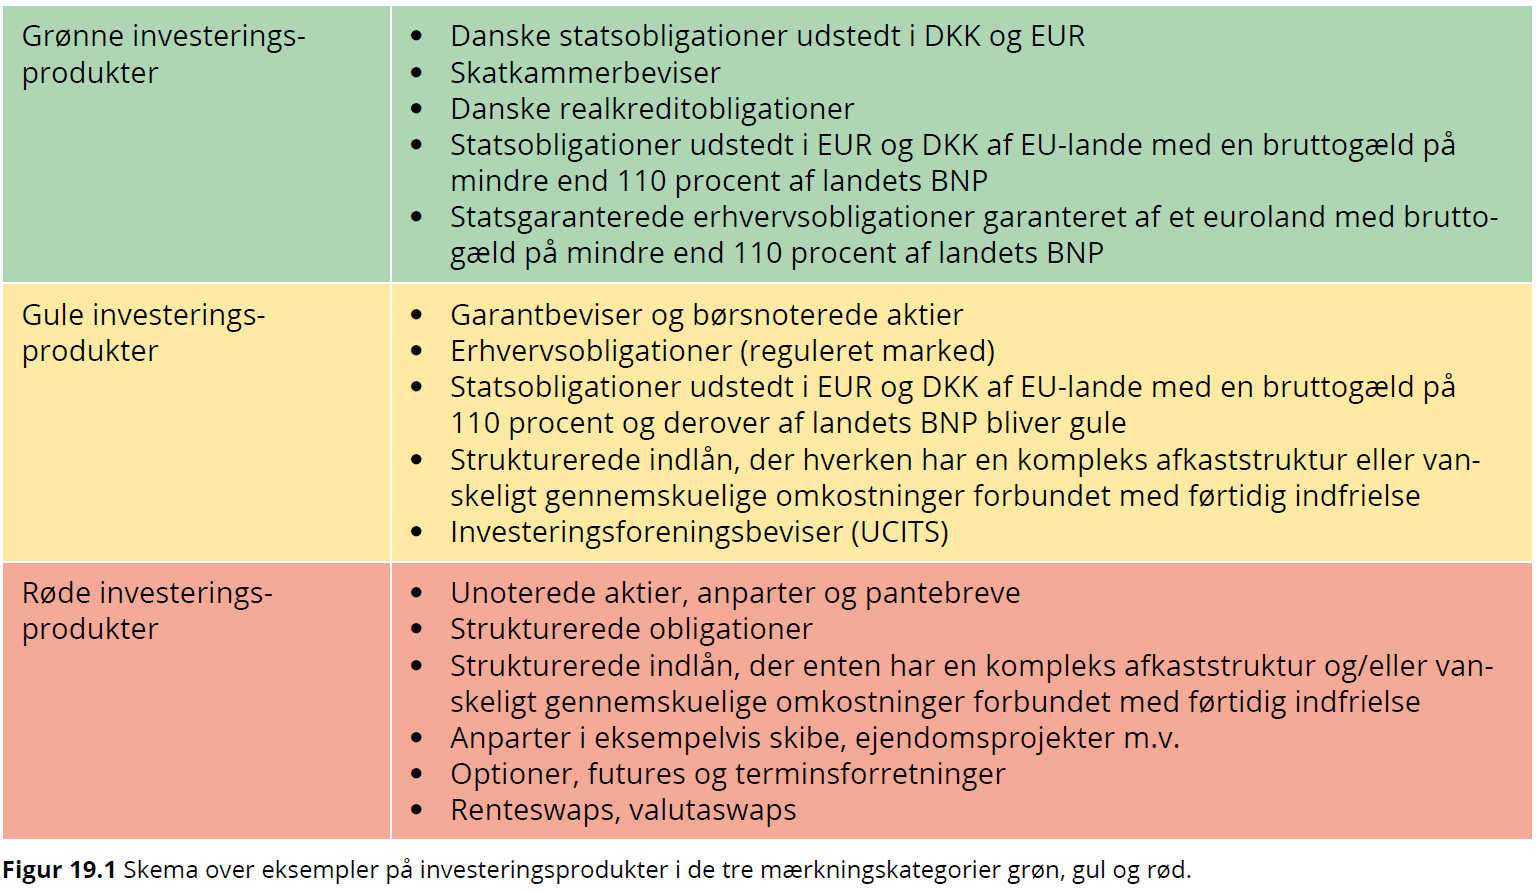 Grønne investerings-
produkter
• Danske statsobligationer udstedt i DKK og EUR
• Skatkammerbeviser
• Danske realkreditobligationer
• Statsobligationer udstedt i EUR og DKK af EU-lande med en bruttogæld på
mindre end 110 procent af landets BNP
• Statsgaranterede erhvervsobligationer garanteret af et euroland med brutto-
gæld på mindre end 110 procent af landets BNP
Gule investerings-
produkter
• Garantbeviser og børsnoterede aktier
• Erhvervsobligationer (reguleret marked)
• Statsobligationer udstedt i EUR og DKK af EU-lande med en bruttogæld på
110 procent og derover af landets BNP bliver gule
• Strukturerede indlån, der hverken har en kompleks afkaststruktur eller van-
skeligt gennemskuelige omkostninger forbundet med førtidig indfrielse
• Investeringsforeningsbeviser (UCITS)
Røde investerings-
produkter
• Unoterede aktier, anparter og pantebreve
• Strukturerede obligationer
• Strukturerede indlån, der enten har en kompleks afkaststruktur og/eller van-
skeligt gennemskuelige omkostninger forbundet med førtidig indfrielse
• Anparter i eksempelvis skibe, ejendomsprojekter m.v.
• Optioner, futures og terminsforretninger
• Renteswaps, valutaswaps
Figur 19.1 Skema over eksempler på investeringsprodukter i de tre mærkningskategorier grøn, gul og rød.